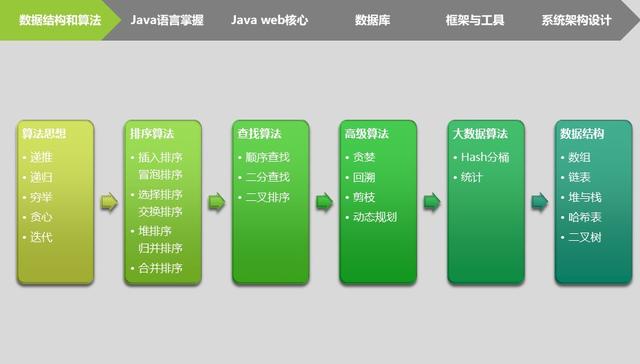 数据结构和算法
Java语言掌握
Java web核心
数据库
框架与工具
系统架构设计
算法思想
• 递推
• 递归
• 穷举
• 贪心
• 迭代
排序算法
• 插入排序
冒泡排序
• 选择排序
交换排序
• 堆排序
归并排序
• 合并排序
查找算法
• 顺序查找
• 二分查找
• 二叉排序
高级算法
• 贪婪
• 回溯
• 剪枝
• 动态规划
大数据算法
• Hash分桶
• 统计
数据结构
• 数组
• 链表
• 堆与栈
• 哈希表
• 二叉树